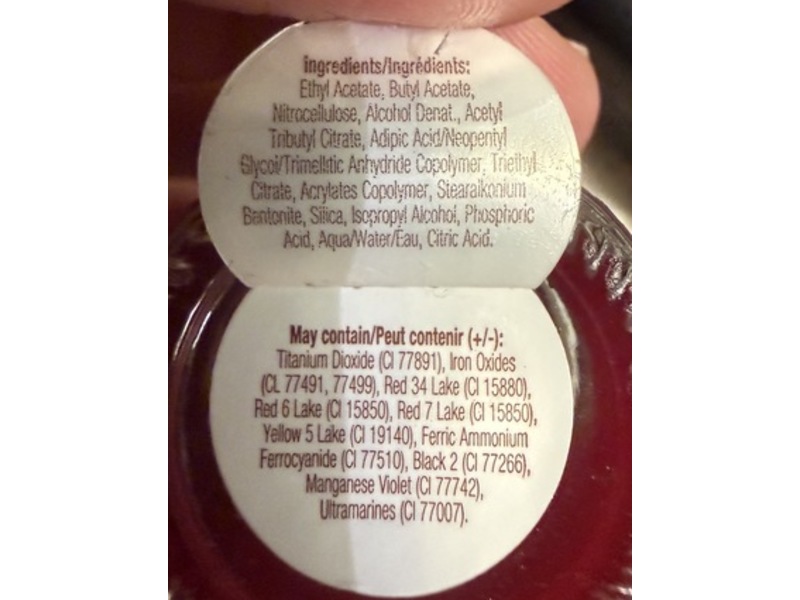 ingredients/Ingrédients:
Ethyl Acetate, Butyl Acetate,
Nitrocellulose, Alcohol Denat., Acetyl
Tributyl Citrate, Adipic Acid/Neopentyl
Glycol/Trimellitic Anhydride Copolymer, Triethyl
Citrate, Acrylates Copolymer, Stearalkonium
Bentonite, Silica, Isopropyl Alcohol, Phosphoric
Acid, Aqua/Water/Eau, Citric Acid.
May contain/Peut contenir (+/-):
Titanium Dioxide (CI 77891), Iron Oxides
(CL 77491, 77499), Red 34 Lake (CI 15880),
Red 6 Lake (CI 15850), Red 7 Lake (CI 15850),
Yellow 5 Lake (CI 19140), Ferric Ammonium
Ferrocyanide (CI 77510), Black 2 (CI 77266),
Manganese Violet (CI 77742),
Ultramarines (CI 77007).